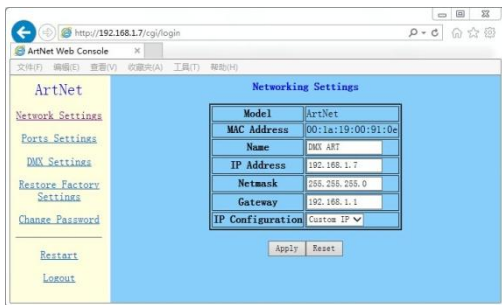 http://192.168.1.7/cgi/login
ArtNet Web Console
文件(F) 编辑(E) 查看(V) 收藏夹(A) 工具(T) 帮助(H)
ArtNet
Network Settings
Ports Settings
DMX Settings
Restore Factory
Settings
Change Password
Restart
Logout
Networking Settings
Model ArtNet
MAC Address 00:1a:19:00:91:0e
Name DMX ART
IP Address 192.168.1.7
Netmask 255.255.255.0
Gateway 192.168.1.1
IP Configuration Custom IP
Apply Reset